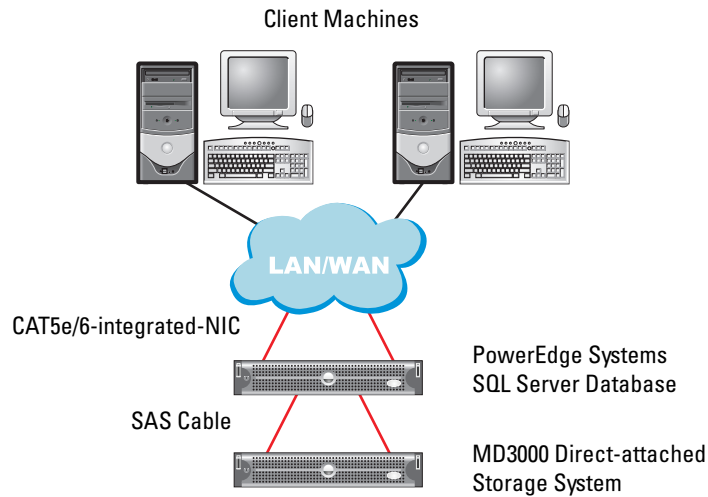 Client Machines
LAN/WAN
CAT5e/6-integrated-NIC
PowerEdge Systems
SQL Server Database
SAS Cable
MD3000 Direct-attached
Storage System